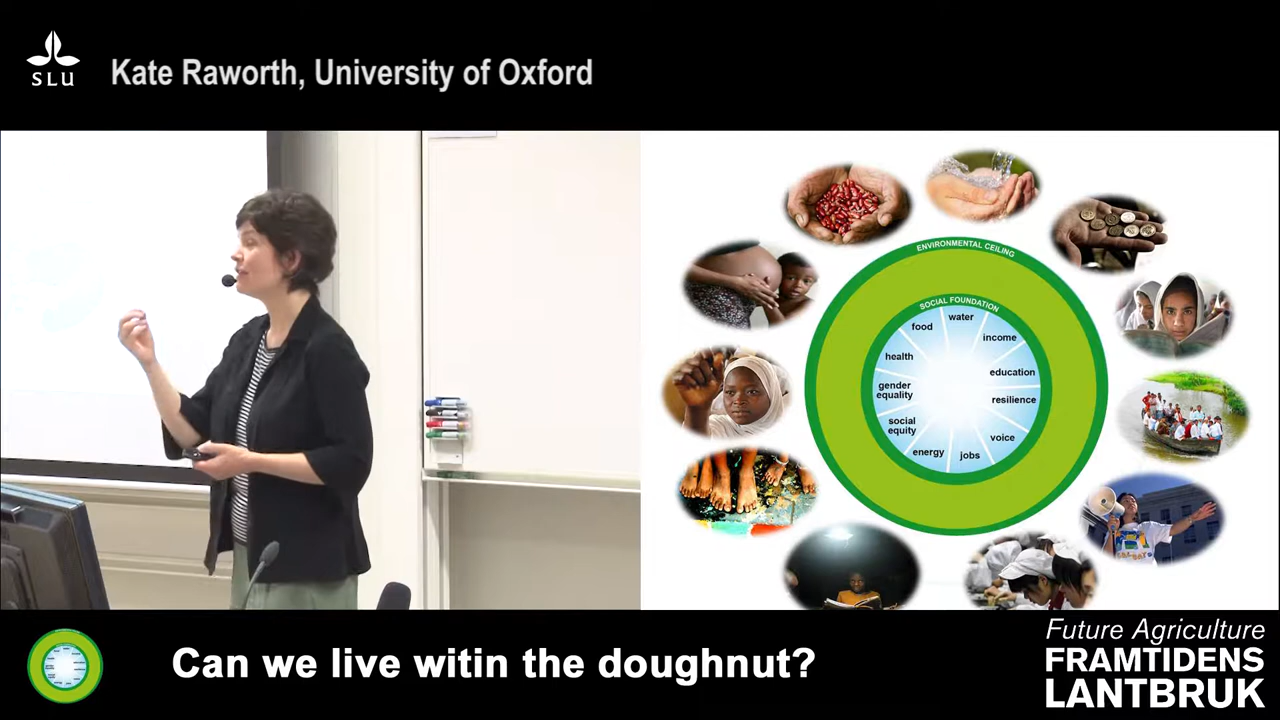 SLU
Kate Raworth, University of Oxford
ENVIRONMENTAL CEILING
SOCIAL FOUNDATION
water
food
income
health
education
gender
equality
resilience
social
equity
voice
energy
jobs
Can we live witin the doughnut?
Future Agriculture
FRAMTIDENS
LANTBRUK